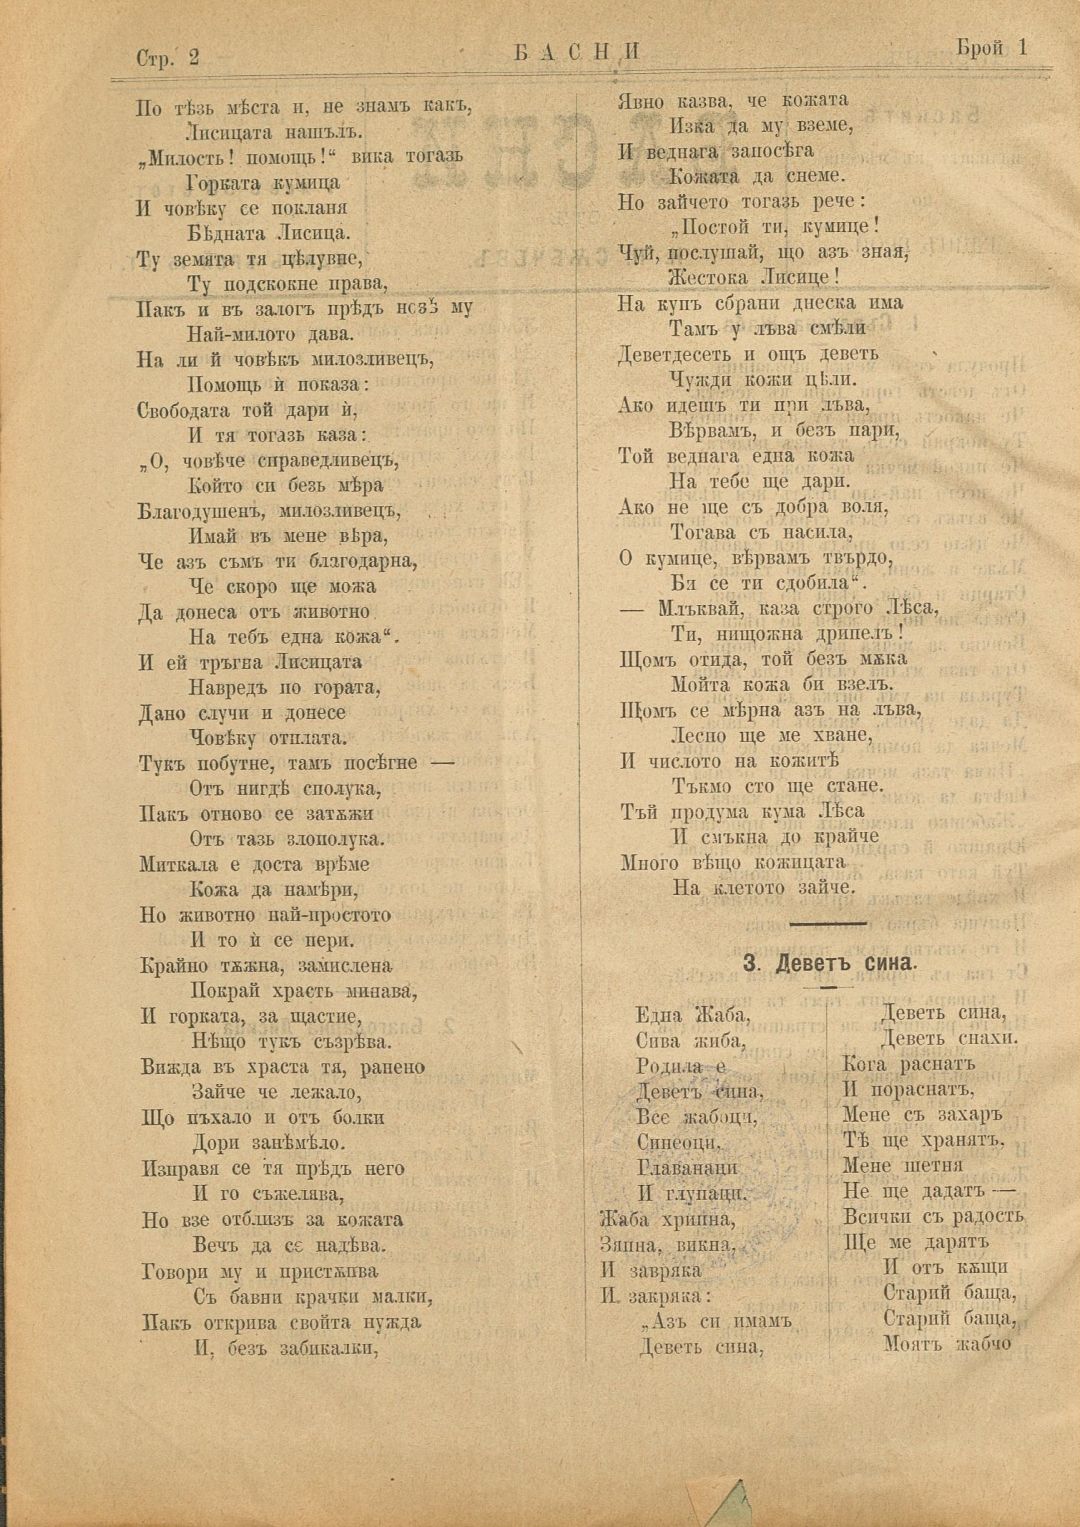 Стр. 2
БАСНИ
Брой 1
По тѣзь мѣста и, не знамъ какъ,
Лисицата нашълъ.
„Милость! помощь!“ вика тогазь
Горката кумица
И човѣку се покланя
Бѣдната Лисица.
Ту земята тя цѣлувне,
Ту подскокне права,
Пакъ и въ залогъ прѣдъ незѣ му
Най-милото дава.
На ли й човѣкъ милозливецъ,
Помощь ѝ показа:
Свободата той дари ѝ,
И тя тогазь каза:
„О, човѣче справедливецъ,
Който си безь мѣра
Благодушенъ, милозливецъ,
Имай въ мене вѣра,
Че азъ съмъ ти благодарна,
Че скоро ще можа
Да донеса отъ животно
На тебъ една кожа“.
И ей тръгва Лисицата
Навредъ по гората,
Дано случи и донесе
Човѣку отплата.
Тукъ побутне, тамъ посѣгне —
Отъ нигдѣ сполука,
Пакъ отново се затѫжи
Отъ тазь злополука.
Миткала е доста врѣме
Кожа да намѣри,
Но животно най-простото
И то ѝ се пери.
Крайно тѫжна, замислена
Покрай храсть минава,
И горката, за щастие,
Нѣщо тукъ съзрѣва.
Вижда въ храста тя, ранено
Зайче че лежало,
Що пъхало и отъ болки
Дори занѣмѣло.
Изправя се тя прѣдъ него
И го съжелява,
Но взе отблизъ за кожата
Вечъ да се надѣва.
Говори му и пристѫпва
Съ бавни крачки малки,
Пакъ открива свойта нужда
И, безъ забикалки,
Явно казва, че кожата
Иска да му вземе,
И веднага запосѣга
Кожата да снеме.
Но зайчето тогазь рече:
„Постой ти, кумице!
Чуй, послушай, що азъ зная,
Жестока Лисице!
На купъ сбрани днеска има
Тамъ у лъва смѣли
Деветдесеть и ощъ деветь
Чужди кожи цѣли.
Ако идешъ ти при лъва,
Вѣрвамъ, и безъ пари,
Той веднага една кожа
На тебе ще дари.
Ако не ще съ добра воля,
Тогава съ насила,
О кумице, вѣрвамъ твърдо,
Би се ти сдобила“.
— Млъквай, каза строго Лѣса,
Ти, нищожна дрипелъ!
Щомъ отида, той безъ мѫка
Мойта кожа би взелъ.
Щомъ се мѣрна азъ на лъва,
Лесно ще ме хване,
И числото на кожитѣ
Тъкмо сто ще стане.
Тъй продума кума Лѣса
И смъкна до крайче
Много вѣщо кожицата
На клетото зайче.
3. Деветъ сина.
Една Жаба,
Сива жиба,
Родила е
Деветъ сина,
Все жабоци,
Синеоци,
Главанаци
И глупаци.
Жаба хрипна,
Зяпна, викна,
И завряка
И закряка:
„Азъ си имамъ
Деветь сина,
Деветь сина,
Деветь спахи.
Кога раснатъ
И пораснатъ,
Мене съ захаръ
Тѣ ще хранятъ.
Мене шетня
Не ще дадатъ —
Всички съ радость
Ще ме дарятъ
И отъ кѫщи
Старий баща,
Старий баща,
Моятъ жабчо